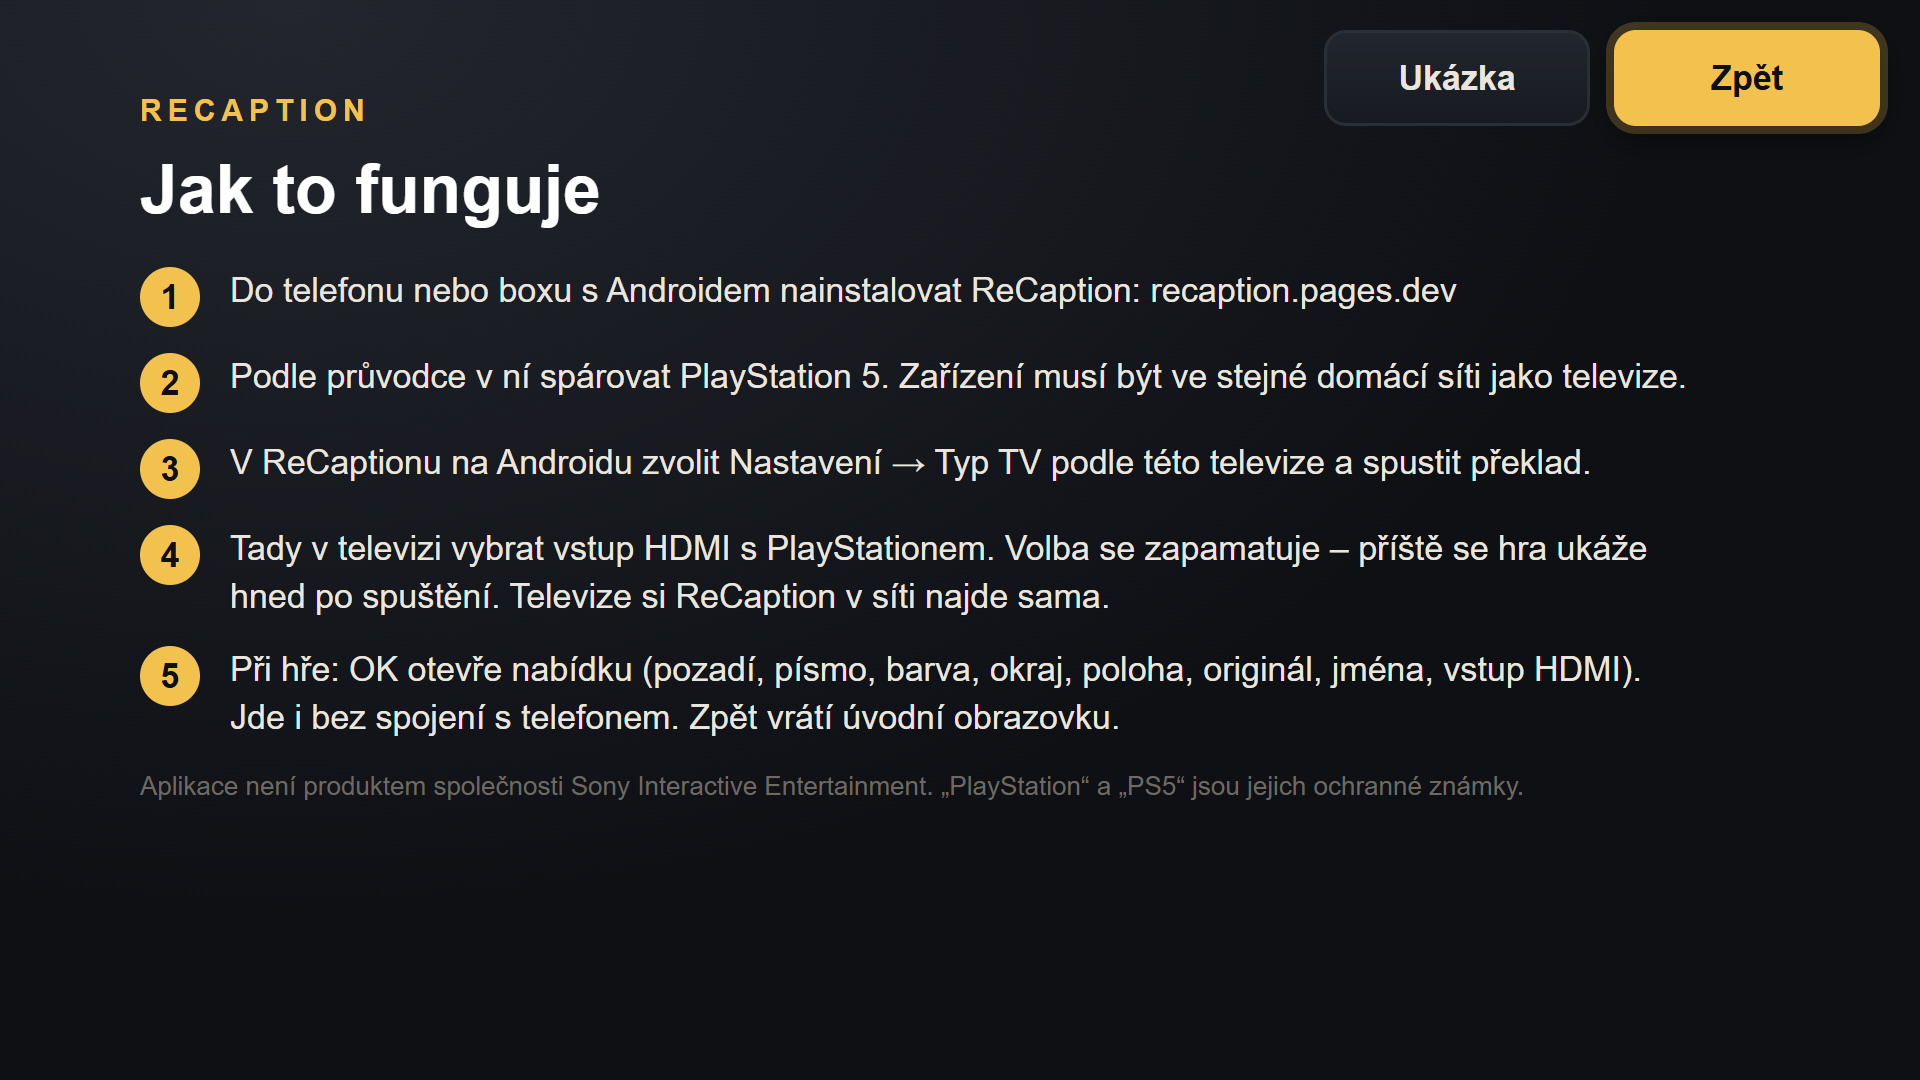 Ukázka
Zpět
RECAPTION
Jak to funguje
1 Do telefonu nebo boxu s Androidem nainstalovat ReCaption: recaption.pages.dev
2 Podle průvodce v ní spárovat PlayStation 5. Zařízení musí být ve stejné domácí síti jako televize.
3 V ReCaptionu na Androidu zvolit Nastavení → Typ TV podle této televize a spustit překlad.
4 Tady v televizi vybrat vstup HDMI s PlayStationem. Volba se zapamatuje – příště se hra ukáže
hned po spuštění. Televize si ReCaption v síti najde sama.
5 Při hře: OK otevře nabídku (pozadí, písmo, barva, okraj, poloha, originál, jména, vstup HDMI).
Jde i bez spojení s telefonem. Zpět vrátí úvodní obrazovku.
Aplikace není produktem společnosti Sony Interactive Entertainment. „PlayStation“ a „PS5“ jsou jejich ochranné známky.